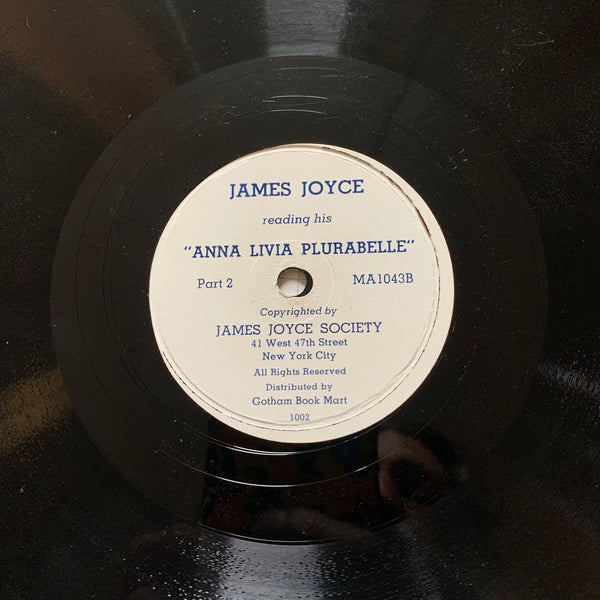 JAMES JOYCE
reading his
"ANNA LIVIA PLURABELLE"
Part 2 MA1043B
Copyrighted by
JAMES JOYCE SOCIETY
41 West 47th Street
New York City
All Rights Reserved
Distributed by
Gotham Book Mart
1002